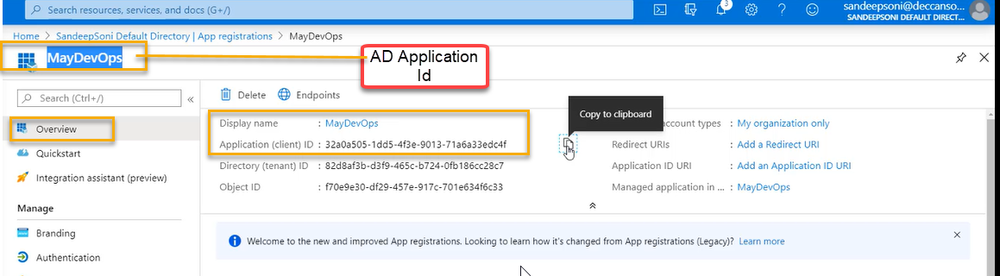 Search resources, services, and docs (G+/)
3
sandeepsoni@deccanso...
SANDEEPSONI DEFAULT DIRECT...
Home > SandeepSoni Default Directory | App registrations > MayDevOps
MayDevOps
AD Application
Id
Search (Ctrl+/)
«
Delete
Endpoints
Copy to clipboard
Overview
Quickstart
Integration assistant (preview)
Manage
Branding
Authentication
Display name : MayDevOps
Application (client) ID : 32a0a505-1dd5-4f3e-9013-71a6a33edc4f
Directory (tenant) ID : 82d8af3b-d3f9-465c-b724-0fb186cc28c7
Object ID : f70e9e30-df29-457e-917c-701e634f6c33
ccount types : My organization only
Redirect URIs : Add a Redirect URI
Application ID URI : Add an Application ID URI
Managed application in ... : MayDevOps
Welcome to the new and improved App registrations. Looking to learn how it's changed from App registrations (Legacy)? Learn more